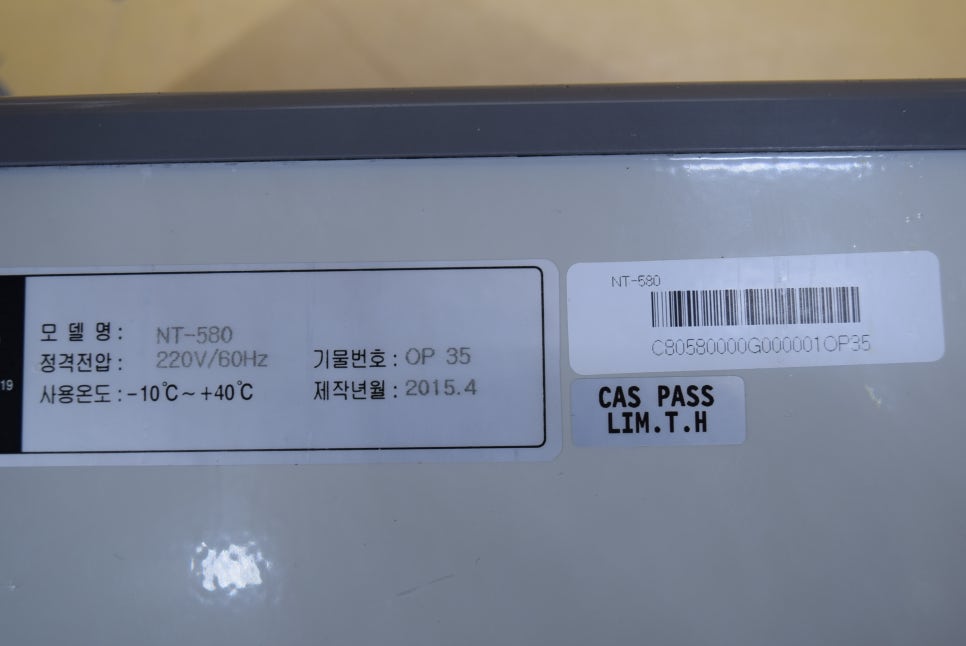 19
모 델 명 : NT-580
정격전압 : 220V/60Hz
기물번호 : OP 35
사용온도 : -10℃~+40℃
제작년월 : 2015.4
NT-580
C80580000G000001OP35
CAS PASS
LIM.T.H